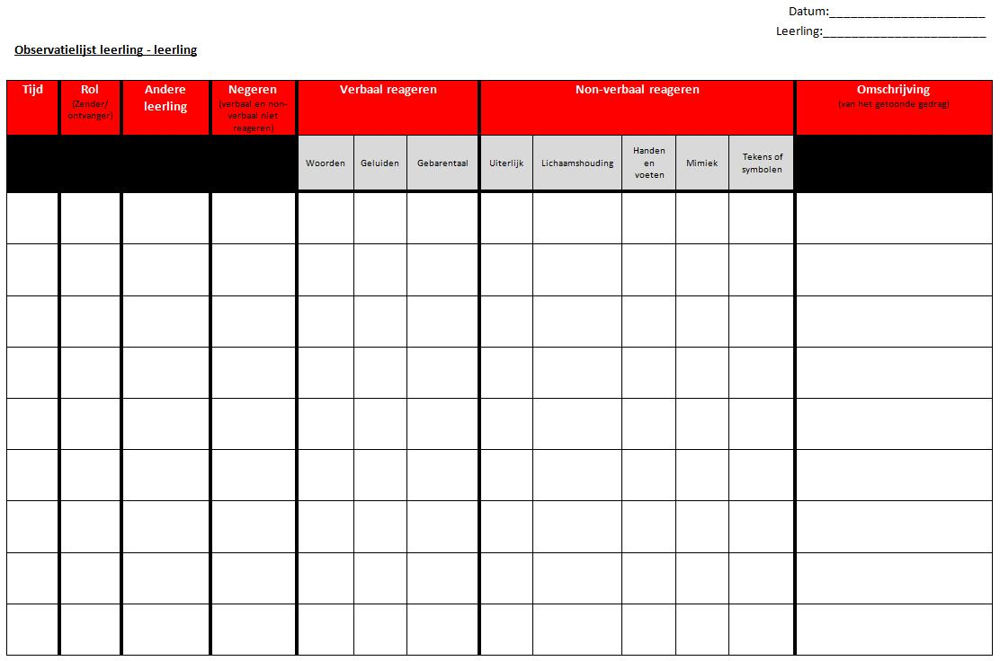 Datum:_______________________
Leerling:________________________
Observatielijst leerling - leerling
Tijd
Rol
(Zender/
ontvanger)
Andere
leerling
Negeren
(verbaal en non-
verbaal niet
reageren)
Verbaal reageren
Non-verbaal reageren
Omschrijving
(van het getoonde gedrag)
Woorden
Geluiden
Gebarentaal
Uiterlijk
Lichaamshouding
Handen
en
voeten
Mimiek
Tekens of
symbolen